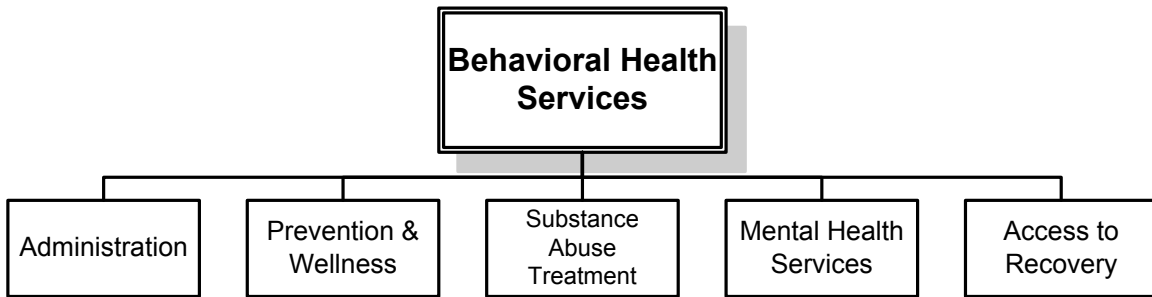 Behavioral Health
Services
Administration
Prevention &
Wellness
Substance
Abuse
Treatment
Mental Health
Services
Access to
Recovery